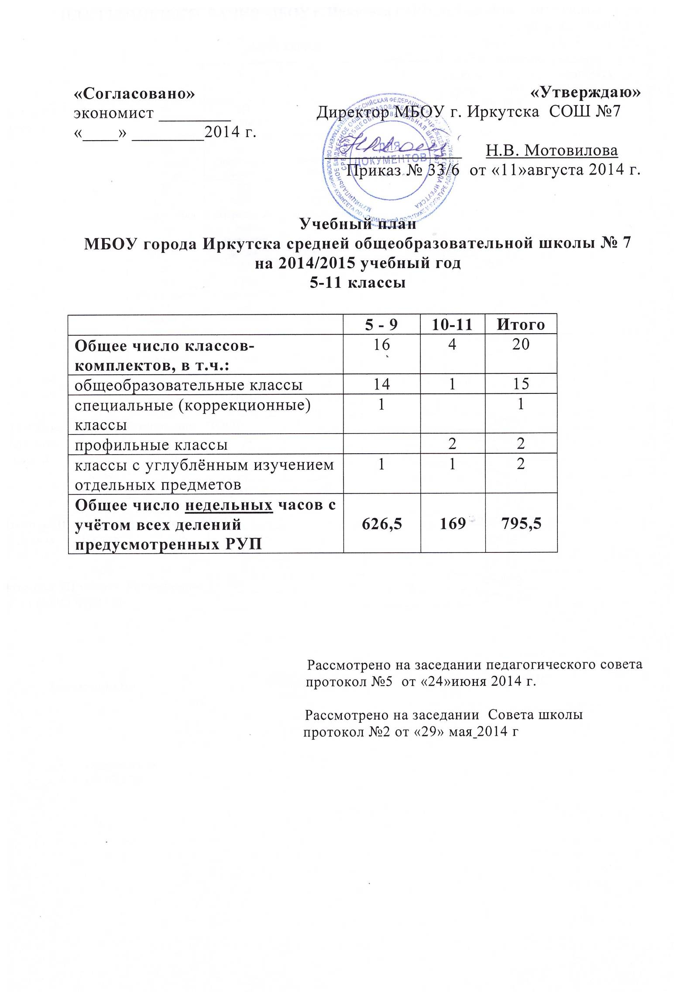 «Согласовано»
экономист ________
«____» ________2014 г.
«Утверждаю»
Директор МБОУ г. Иркутска СОШ №7
Н.В. Мотовилова
Приказ № 33/6 от «11»августа 2014 г.
ДЛЯ
ДОКУМЕНТОВ
Учебный план
МБОУ города Иркутска средней общеобразовательной школы № 7
на 2014/2015 учебный год
5-11 классы
5 - 9 10-11 Итого
Общее число классов- 16 4 20
комплектов, в т.ч.:
общеобразовательные классы 14 1 15
специальные (коррекционные) 1 1
классы
профильные классы 2 2
классы с углублённым изучением 1 1 2
отдельных предметов
Общее число недельных часов с
учётом всех делений 626,5 169 795,5
предусмотренных РУП
Рассмотрено на заседании педагогического совета
протокол №5 от «24»июня 2014 г.
Рассмотрено на заседании Совета школы
протокол №2 от «29» мая_2014 г